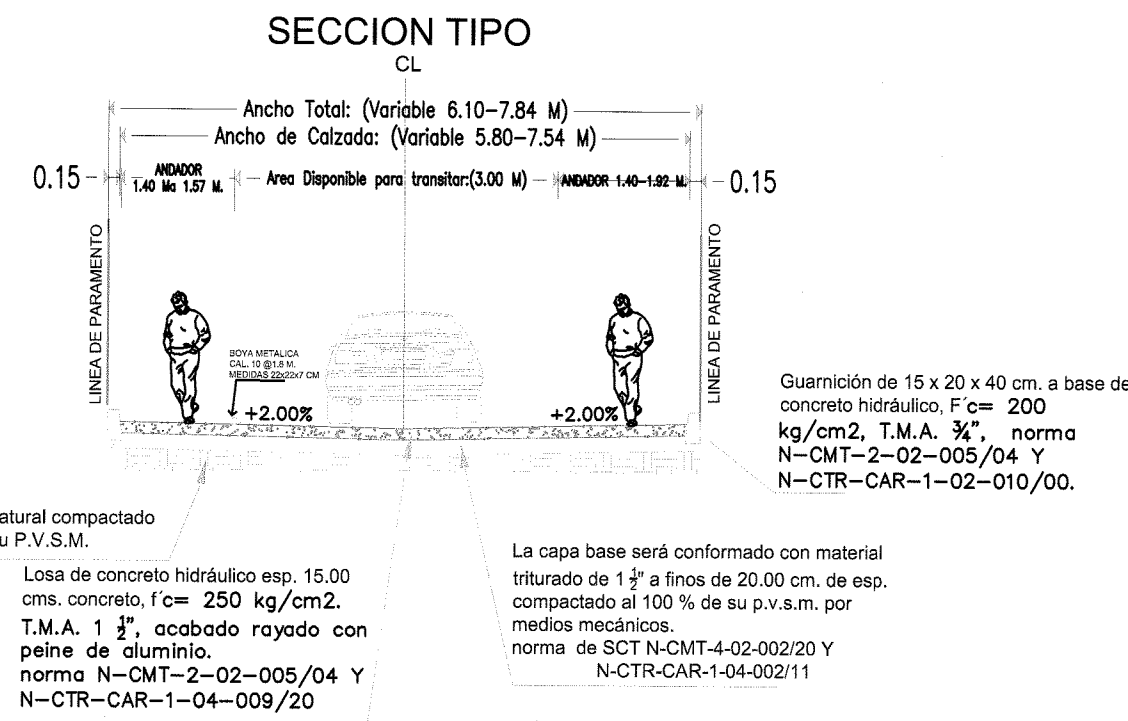 SECCION TIPO
CL
Ancho Total: (Variable 6.10-7.84 M)
Ancho de Calzada: (Variable 5.80-7.54 M)
0.15
ANDADOR
1.40 Ma 1.57 M.
Area Disponible para transitar:(3.00 M)
ANDADOR 1.40-1.92 M.
0.15
LINEA DE PARAMENTO
LINEA DE PARAMENTO
BOYA METALICA
CAL. 10 @1.8 M.
MEDIDAS 22x22x7 CM
+2.00%
+2.00%
Guarnición de 15 x 20 x 40 cm. a base de
concreto hidráulico, F´c= 200
kg/cm2, T.M.A. ¾", norma
N-CMT-2-02-005/04 Y
N-CTR-CAR-1-02-010/00.
atural compactado
u P.V.S.M.
Losa de concreto hidráulico esp. 15.00
cms. concreto, f´c= 250 kg/cm2.
T.M.A. 1 ½", acabado rayado con
peine de aluminio.
norma N-CMT-2-02-005/04 Y
N-CTR-CAR-1-04-009/20
La capa base será conformado con material
triturado de 1 ½" a finos de 20.00 cm. de esp.
compactado al 100 % de su p.v.s.m. por
medios mecánicos.
norma de SCT N-CMT-4-02-002/20 Y
N-CTR-CAR-1-04-002/11